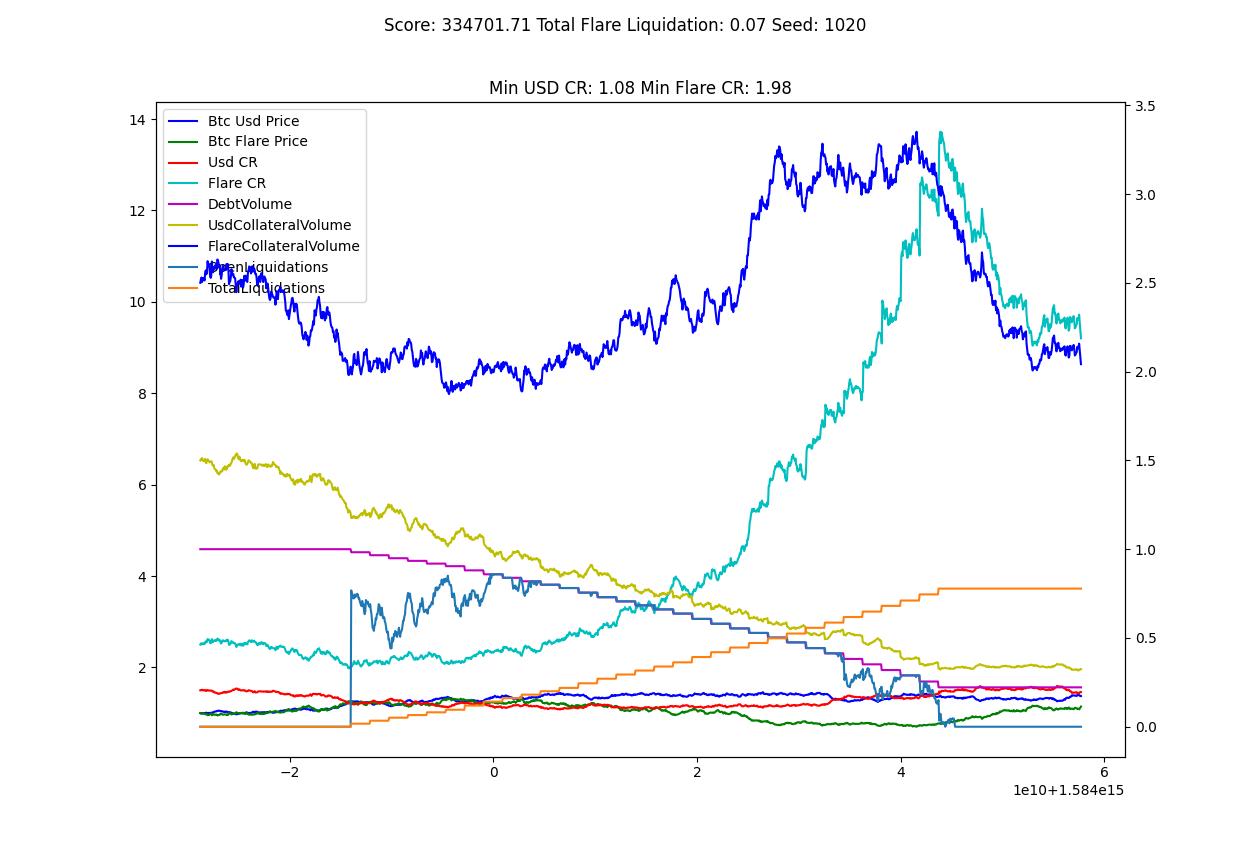 Score: 334701.71 Total Flare Liquidation: 0.07 Seed: 1020
Min USD CR: 1.08 Min Flare CR: 1.98
Btc Usd Price
Btc Flare Price
Usd CR
Flare CR
DebtVolume
UsdCollateralVolume
FlareCollateralVolume
OpenLiquidations
TotalLiquidations
14
12
10
8
6
4
2
3.5
3.0
2.5
2.0
1.5
1.0
0.5
0.0
−2
0
2
4
6
1e10+1.584e15